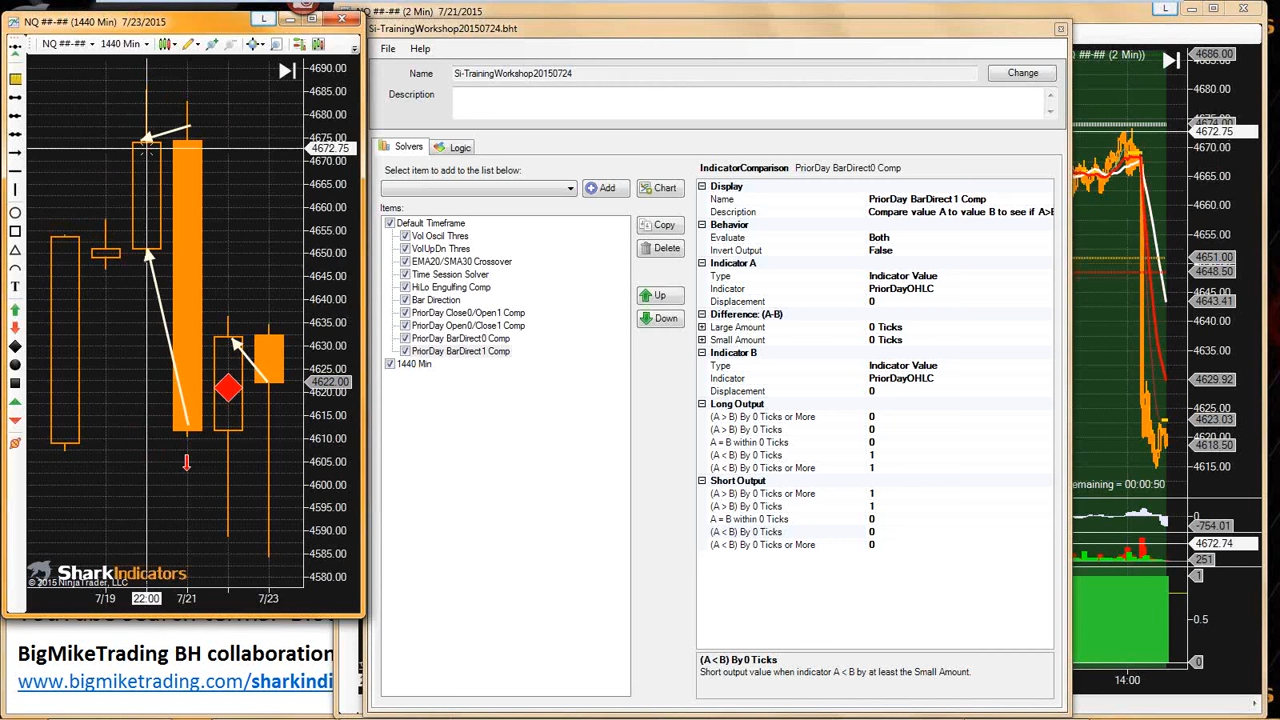 NQ ##-## (1440 Min) 7/23/2015
L
NQ ##-##
1440 Min
4690.00
4685.00
4680.00
4675.00
4672.75
4665.00
4660.00
4655.00
4650.00
4645.00
4640.00
4635.00
4630.00
4625.00
4622.00
4615.00
4610.00
4605.00
4600.00
4595.00
4590.00
4585.00
4580.00
T
SharkIndicators
© 2015 NinjaTrader, LLC
7/19
22:00
7/21
7/23
BigMikeTrading BH collaboration
www.bigmiketrading.com/sharkindi
(2 Min) 7/21/2015
L
Si-TrainingWorkshop20150724.bht
File
Help
Name
Si-TrainingWorkshop20150724
Change
Description
Solvers
Logic
Select item to add to the list below:
Add
Chart
Items:
Copy
Delete
Up
Down
Default Timeframe
Vol Oscil Thres
VolUpDn Thres
EMA20/SMA30 Crossover
Time Session Solver
HiLo Engulfing Comp
Bar Direction
PriorDay Close0/Open1 Comp
PriorDay Open0/Close1 Comp
PriorDay BarDirect0 Comp
PriorDay BarDirect1 Comp
1440 Min
IndicatorComparison PriorDay BarDirect0 Comp
Display
Name PriorDay BarDirect1 Comp
Description Compare value A to value B to see if A>B
Behavior
Evaluate Both
Invert Output False
Indicator A
Type Indicator Value
Indicator PriorDayOHLC
Displacement 0
Difference: (A-B)
Large Amount 0 Ticks
Small Amount 0 Ticks
Indicator B
Type Indicator Value
Indicator PriorDayOHLC
Displacement 0
Long Output
(A > B) By 0 Ticks or More 0
(A > B) By 0 Ticks 0
A = B within 0 Ticks 0
(A < B) By 0 Ticks 1
(A < B) By 0 Ticks or More 1
Short Output
(A > B) By 0 Ticks or More 1
(A > B) By 0 Ticks 1
A = B within 0 Ticks 0
(A < B) By 0 Ticks 0
(A < B) By 0 Ticks or More 0
(A < B) By 0 Ticks
Short output value when indicator A < B by at least the Small Amount.
Q ##-## (2 Min))
4686.00
4680.00
4674.00
4672.75
4665.00
4660.00
4655.00
4651.00
4648.50
4643.41
4635.00
4629.92
4625.00
4623.03
4618.50
4615.00
emaining = 00:00:50
0
-754.01
4672.74
251
1
0.5
0
14:00